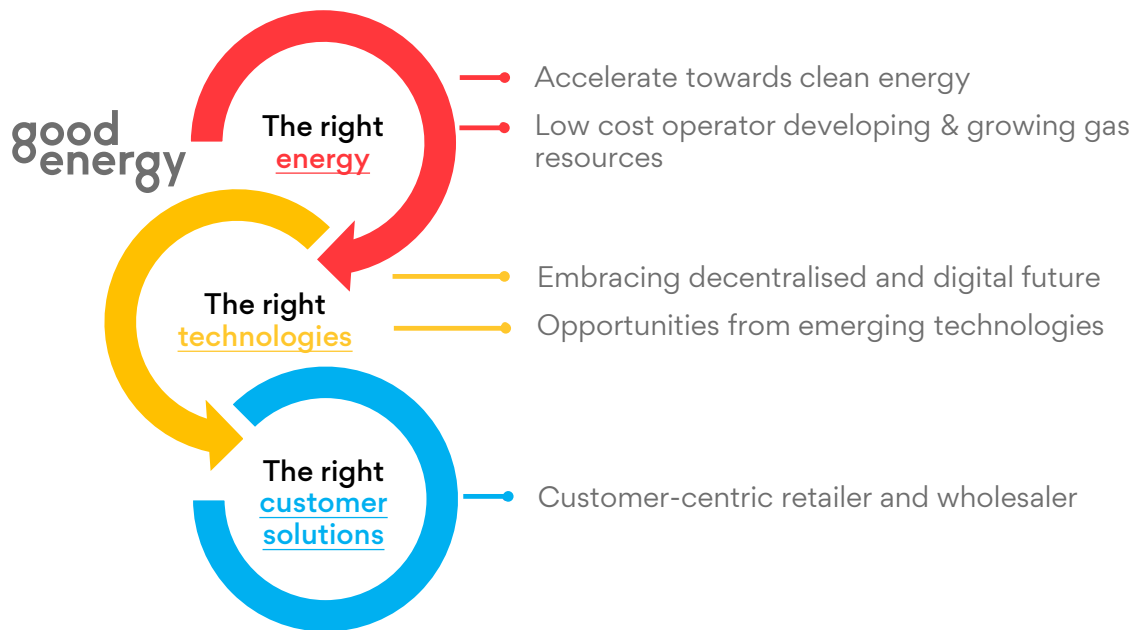 good
energy
The right
energy
Accelerate towards clean energy
Low cost operator developing & growing gas
resources
The right
technologies
Embracing decentralised and digital future
Opportunities from emerging technologies
The right
customer
solutions
Customer-centric retailer and wholesaler